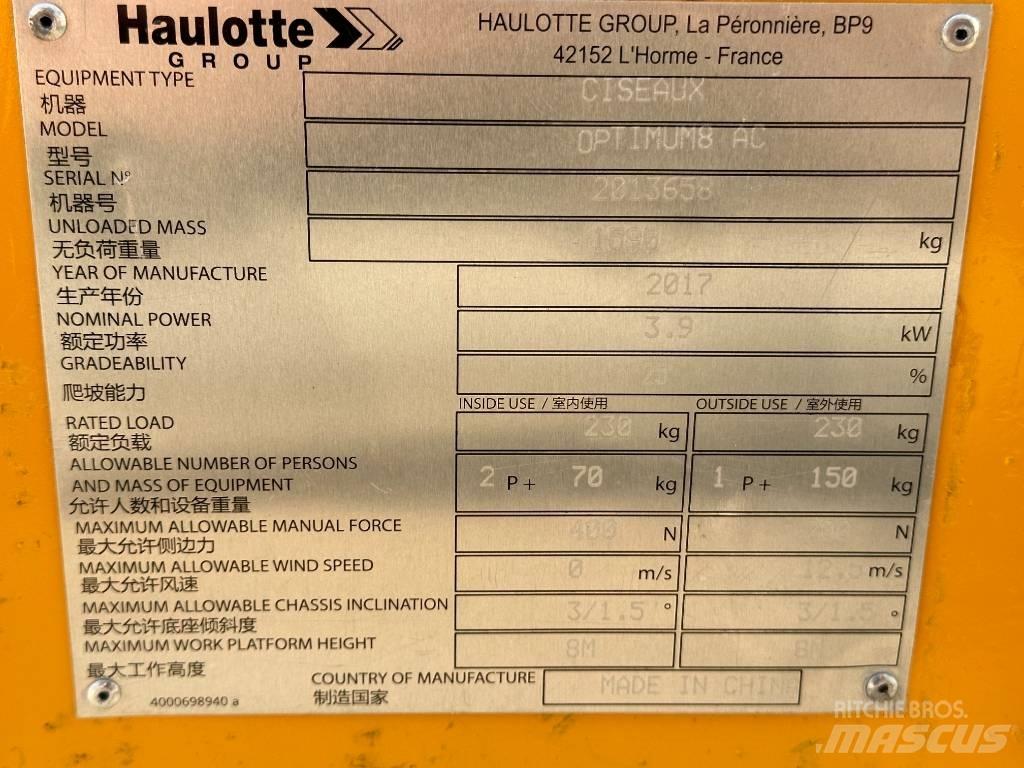 Haulotte
GROUP
HAULOTTE GROUP, La Péronnière, BP9
42152 L'Horme - France
EQUIPMENT TYPE
机器
CISEAUX
MODEL
型号
OPTIMUM8 AC
SERIAL Nº
机器号
2013658
UNLOADED MASS
无负荷重量
kg
YEAR OF MANUFACTURE
生产年份
2017
NOMINAL POWER
额定功率
3.9 kW
GRADEABILITY
爬坡能力
%
INSIDE USE / 室内使用 OUTSIDE USE / 室外使用
RATED LOAD
额定负载
230 kg 230 kg
ALLOWABLE NUMBER OF PERSONS
AND MASS OF EQUIPMENT
允许人数和设备重量
2 P + 70 kg 1 P + 150 kg
MAXIMUM ALLOWABLE MANUAL FORCE
最大允许侧边力
400 N N
MAXIMUM ALLOWABLE WIND SPEED
最大允许风速
0 m/s 12.5 m/s
MAXIMUM ALLOWABLE CHASSIS INCLINATION
最大允许底座倾斜度
3/1.5 ° 3/1.5 °
MAXIMUM WORK PLATFORM HEIGHT
最大工作高度
8M 8M
COUNTRY OF MANUFACTURE
制造国家
MADE IN CHINA
4000698940 a
RITCHIE BROS.
MASCUS